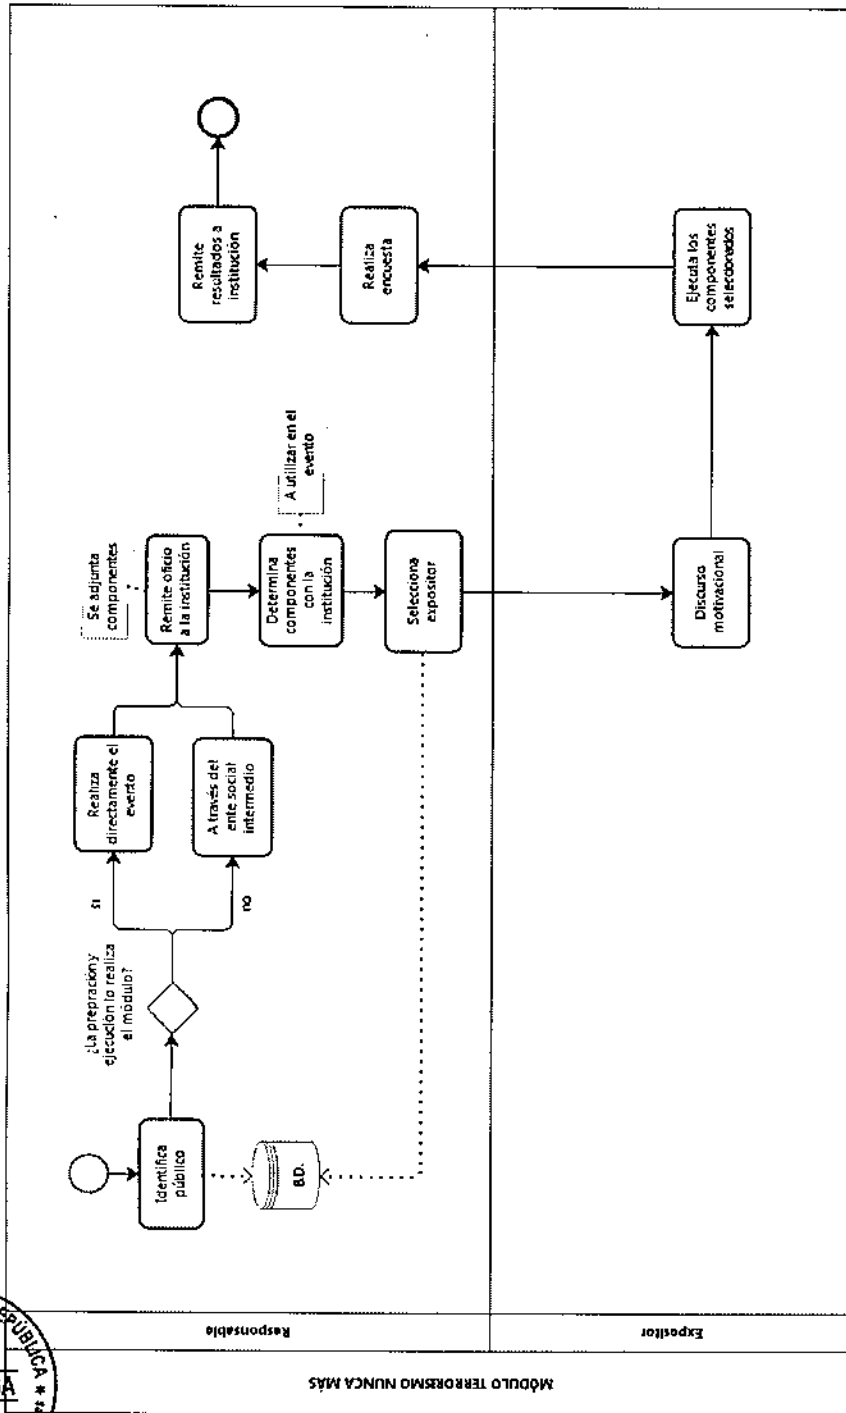 MÓDULO TERRORISMO NUNCA MÁS
Responsable
Expositor
Identifica
público
B.D.
¿La prepración y
ejecución lo realiza
el módulo?
si
no
Realiza
directamente el
evento
A través del
ente social
intermedio
Se adjunta
componentes
Remite oficio
a la institución
Determina
componentes
con la
institución
A utilizar en el
evento
Selecciona
expositor
Discurso
motivacional
Ejecuta los
componentes
seleccionados
Realiza
encuesta
Remite
resultados a
institución